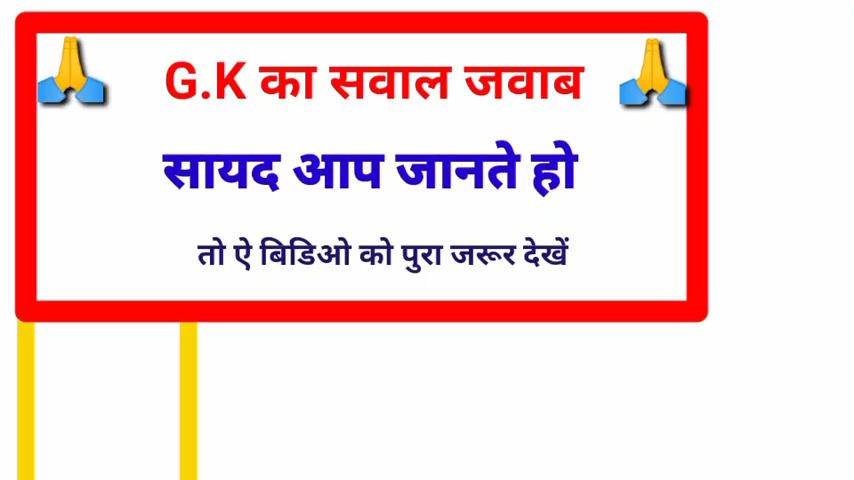 G.K का सवाल जवाब
सायद आप जानते हो
तो ऐ बिडिओ को पुरा जरूर देखें